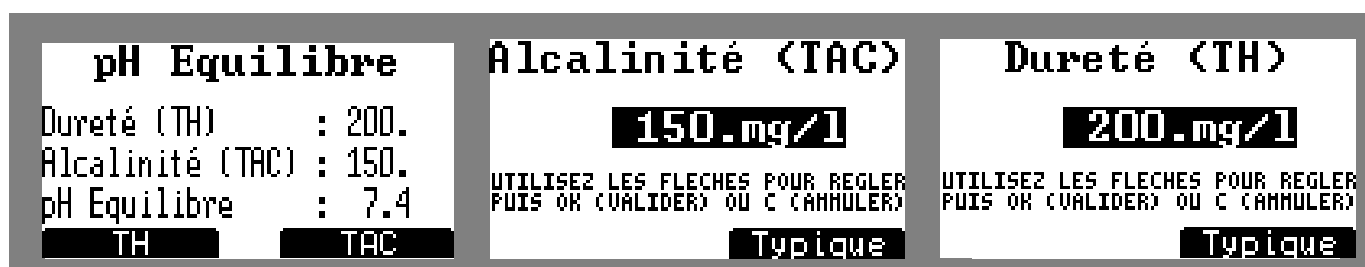 pH Equilibre
Dureté (TH) : 200.
Alcalinité (TAC) : 150.
pH Equilibre : 7.4
TH TAC
Alcalinité (TAC)
150.mg/l
UTILISEZ LES FLECHES POUR REGLER
PUIS OK (VALIDER) OU C (ANNULER)
Typique
Dureté (TH)
200.mg/l
UTILISEZ LES FLECHES POUR REGLER
PUIS OK (VALIDER) OU C (ANNULER)
Typique